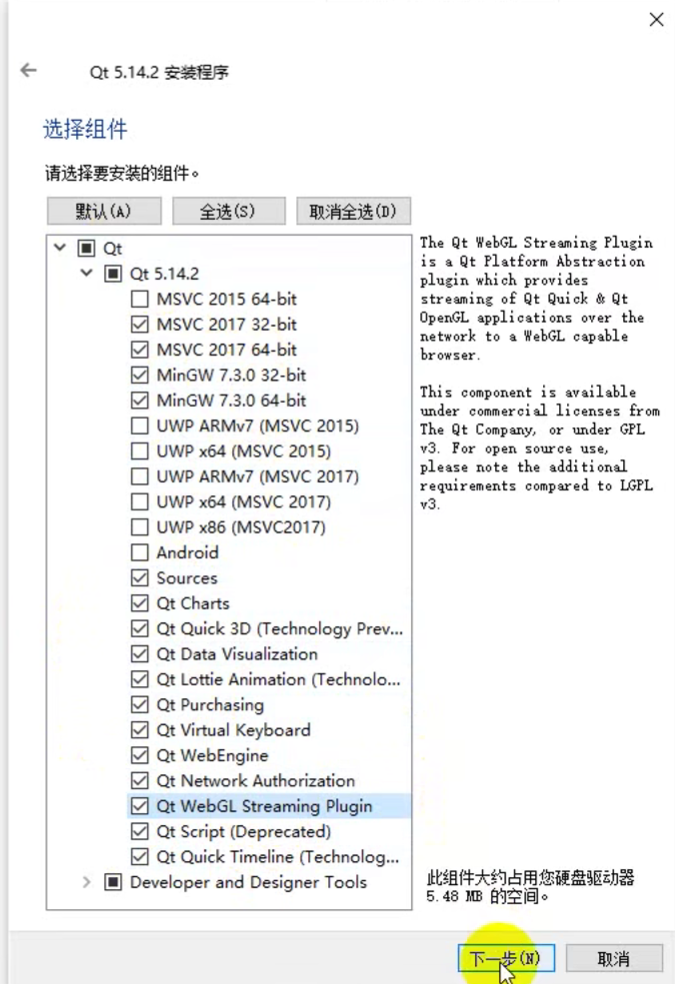 Qt 5.14.2 安装程序
选择组件
请选择要安装的组件。
默认(A)
全选(S)
取消全选(D)
Qt
Qt 5.14.2
MSVC 2015 64-bit
MSVC 2017 32-bit
MSVC 2017 64-bit
MinGW 7.3.0 32-bit
MinGW 7.3.0 64-bit
UWP ARMv7 (MSVC 2015)
UWP x64 (MSVC 2015)
UWP ARMv7 (MSVC 2017)
UWP x64 (MSVC 2017)
UWP x86 (MSVC2017)
Android
Sources
Qt Charts
Qt Quick 3D (Technology Prev...
Qt Data Visualization
Qt Lottie Animation (Technolo...
Qt Purchasing
Qt Virtual Keyboard
Qt WebEngine
Qt Network Authorization
Qt WebGL Streaming Plugin
Qt Script (Deprecated)
Qt Quick Timeline (Technolog...
Developer and Designer Tools
The Qt WebGL Streaming Plugin
is a Qt Platform Abstraction
plugin which provides
streaming of Qt Quick & Qt
OpenGL applications over the
network to a WebGL capable
browser.
This component is available
under commercial licenses from
The Qt Company, or under GPL
v3. For open source use,
please note the additional
requirements compared to LGPL
v3.
此组件大约占用您硬盘驱动器
5.48 MB 的空间。
下一步(N)
取消